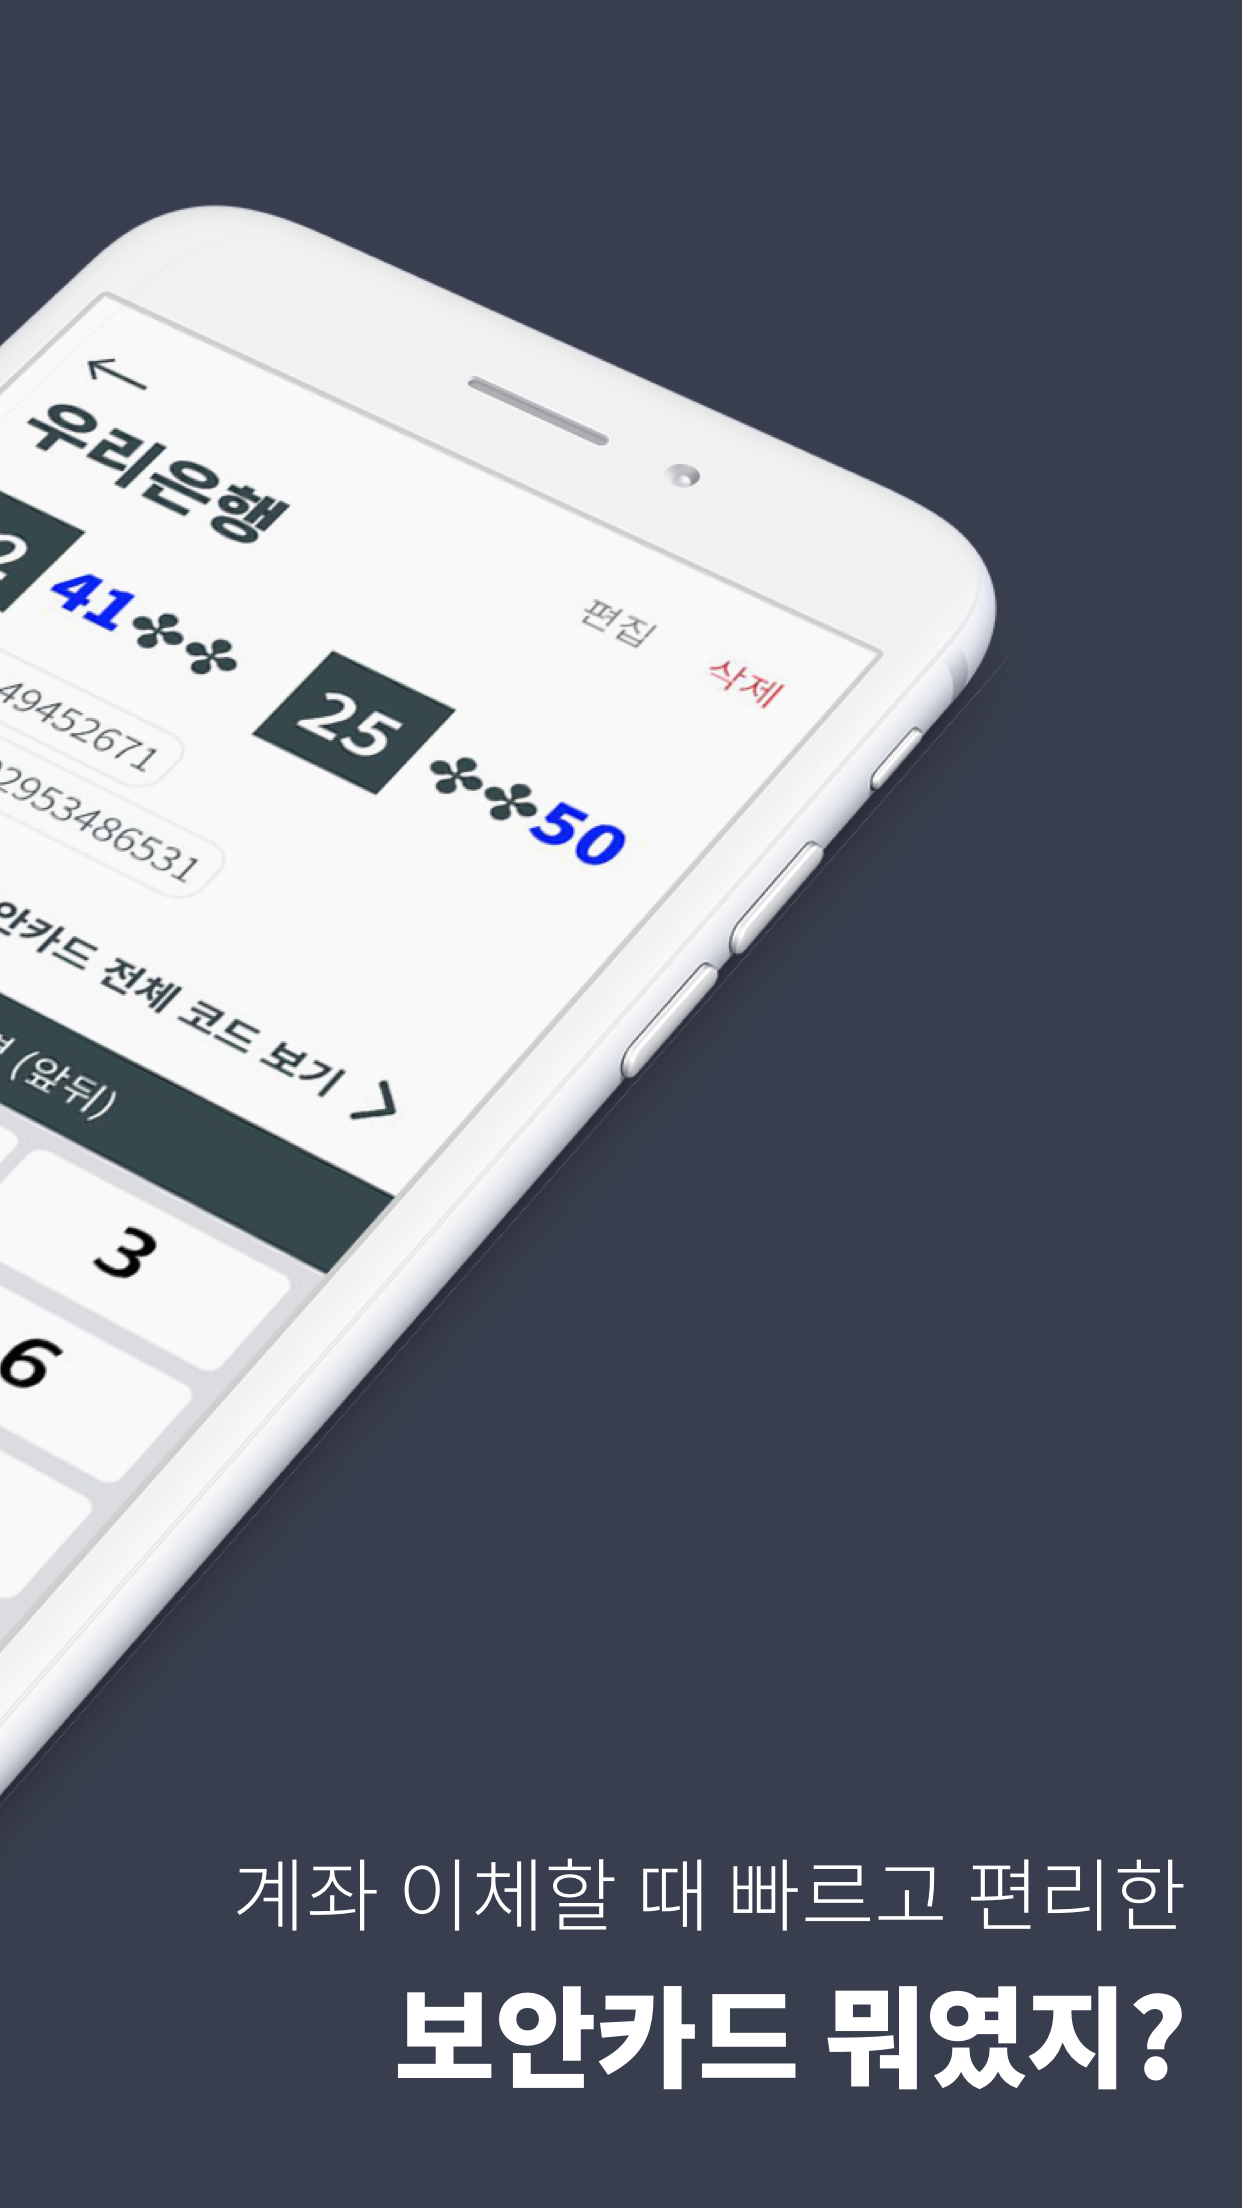 우리은행
편집
삭제
2
41✤✤
25
✤✤50
49452671
2953486531
안카드 전체 코드 보기
(앞뒤)
3
6
계좌 이체할 때 빠르고 편리한
보안카드 뭐였지?